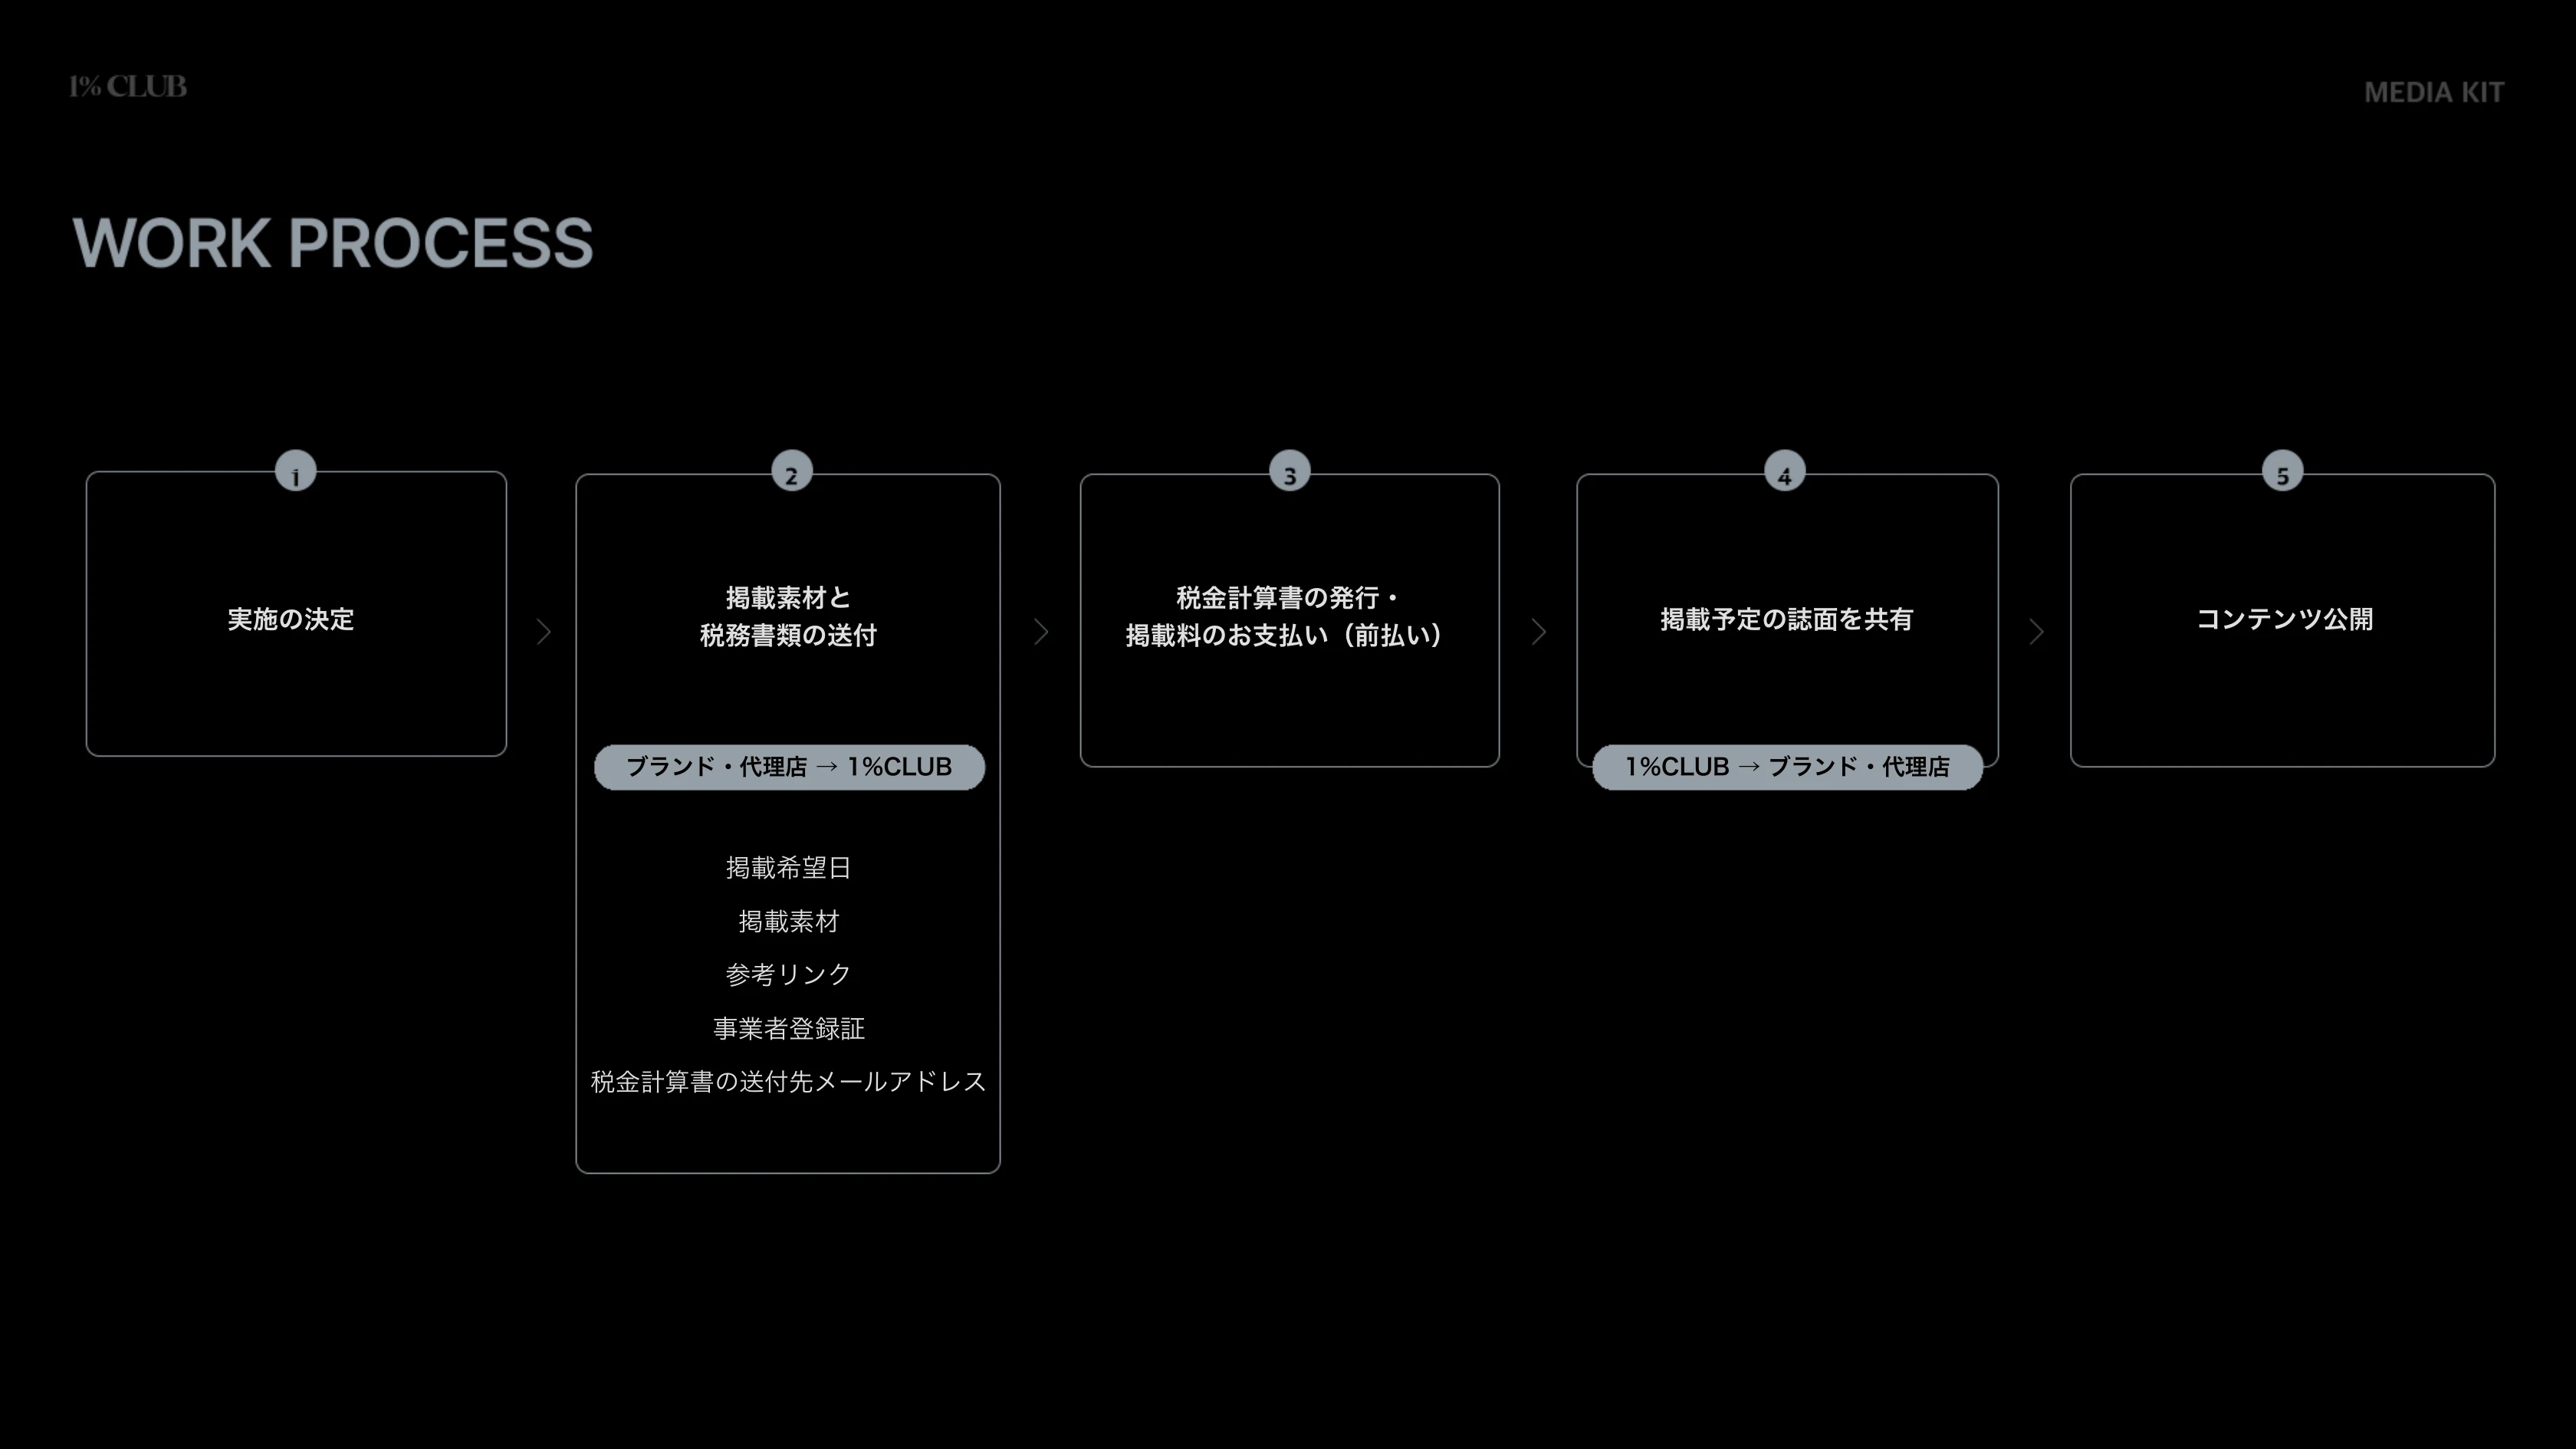 1% CLUB
MEDIA KIT
WORK PROCESS
1
実施の決定
2
掲載素材と
税務書類の送付
ブランド・代理店 → 1%CLUB
掲載希望日
掲載素材
参考リンク
事業者登録証
税金計算書の送付先メールアドレス
3
税金計算書の発行・
掲載料のお支払い（前払い）
4
掲載予定の誌面を共有
1%CLUB → ブランド・代理店
5
コンテンツ公開